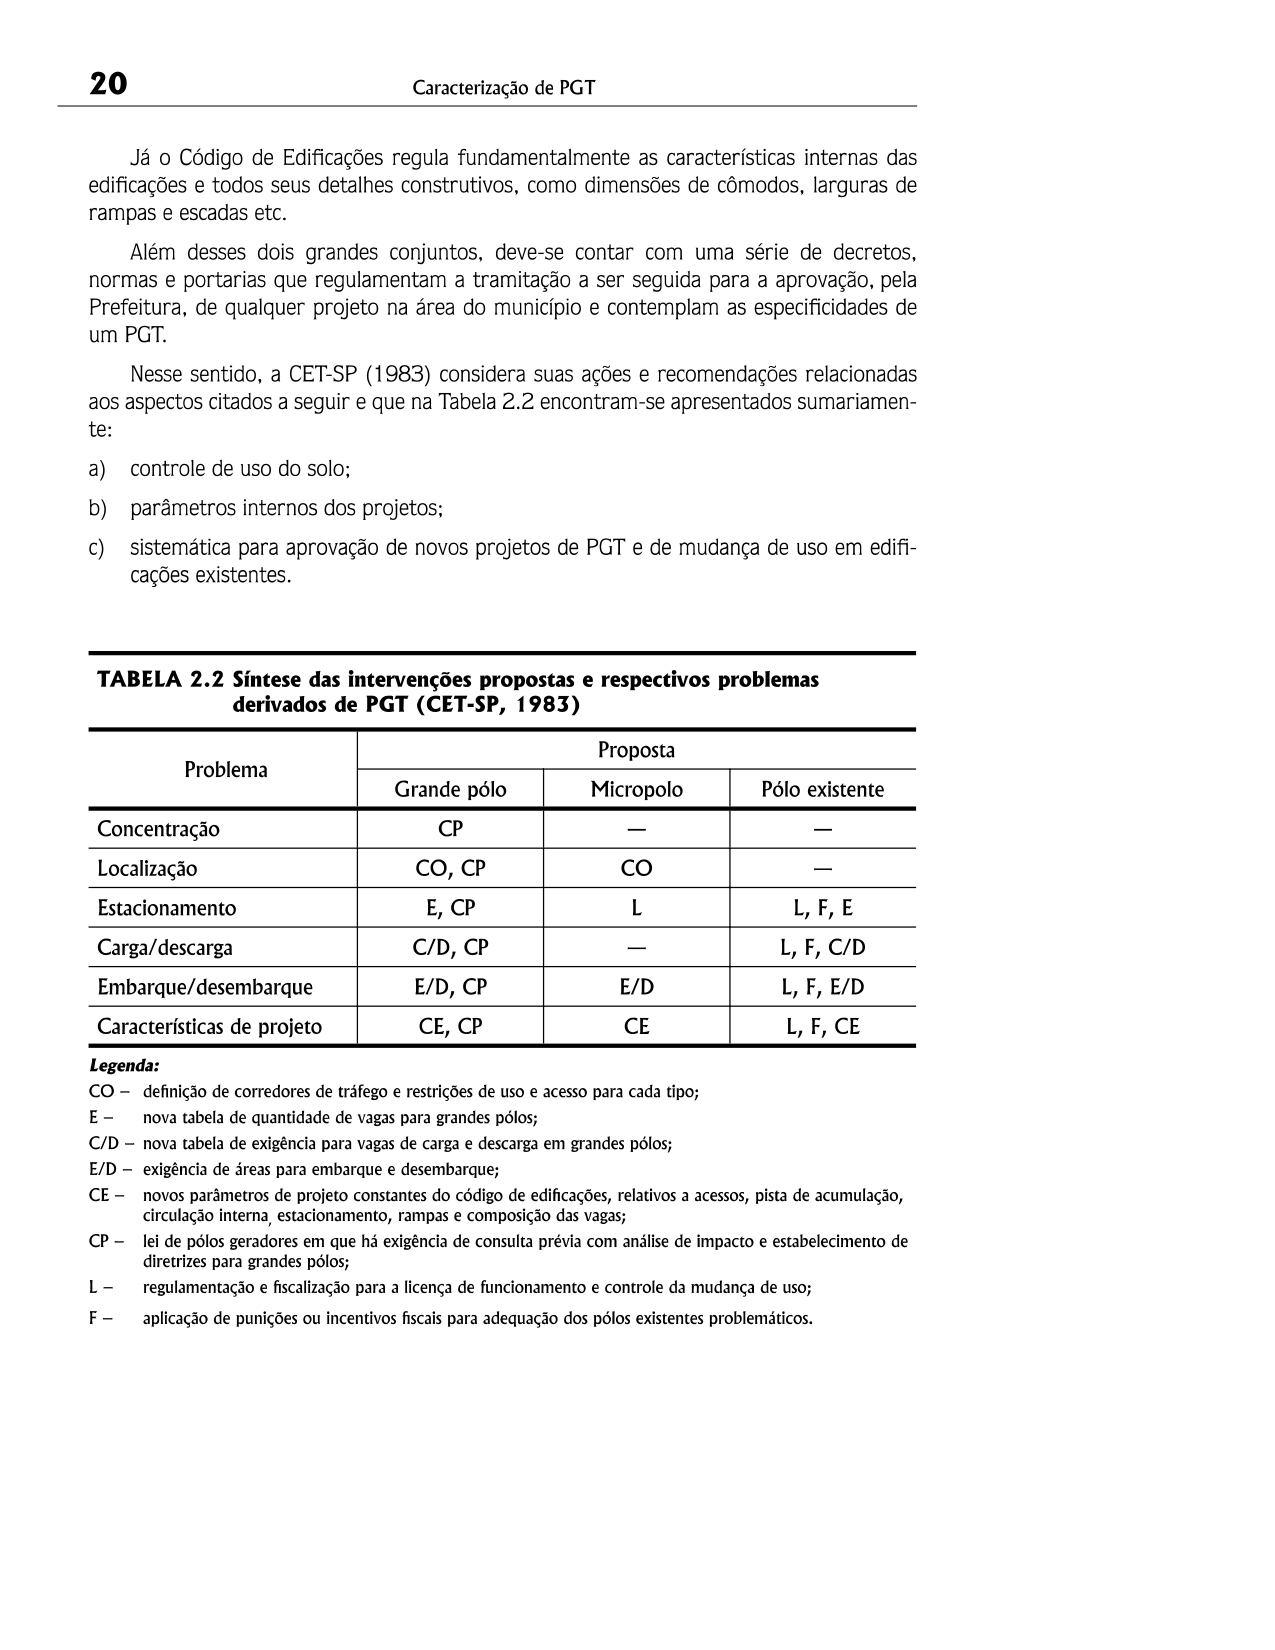 20
Caracterização de PGT
Já o Código de Edificações regula fundamentalmente as características internas das
edificações e todos seus detalhes construtivos, como dimensões de cômodos, larguras de
rampas e escadas etc.
Além desses dois grandes conjuntos, deve-se contar com uma série de decretos,
normas e portarias que regulamentam a tramitação a ser seguida para a aprovação, pela
Prefeitura, de qualquer projeto na área do município e contemplam as especificidades de
um PGT.
Nesse sentido, a CET-SP (1983) considera suas ações e recomendações relacionadas
aos aspectos citados a seguir e que na Tabela 2.2 encontram-se apresentados sumariamen-
te:
a) controle de uso do solo;
b) parâmetros internos dos projetos;
c) sistemática para aprovação de novos projetos de PGT e de mudança de uso em edifi-
cações existentes.
TABELA 2.2 Síntese das intervenções propostas e respectivos problemas
derivados de PGT (CET-SP, 1983)
Problema
Proposta
Grande pólo Micropolo Pólo existente
Concentração CP — —
Localização CO, CP CO —
Estacionamento E, CP L L, F, E
Carga/descarga C/D, CP — L, F, C/D
Embarque/desembarque E/D, CP E/D L, F, E/D
Características de projeto CE, CP CE L, F, CE
Legenda:
CO – definição de corredores de tráfego e restrições de uso e acesso para cada tipo;
E – nova tabela de quantidade de vagas para grandes pólos;
C/D – nova tabela de exigência para vagas de carga e descarga em grandes pólos;
E/D – exigência de áreas para embarque e desembarque;
CE – novos parâmetros de projeto constantes do código de edificações, relativos a acessos, pista de acumulação,
circulação interna, estacionamento, rampas e composição das vagas;
CP – lei de pólos geradores em que há exigência de consulta prévia com análise de impacto e estabelecimento de
diretrizes para grandes pólos;
L – regulamentação e fiscalização para a licença de funcionamento e controle da mudança de uso;
F – aplicação de punições ou incentivos fiscais para adequação dos pólos existentes problemáticos.